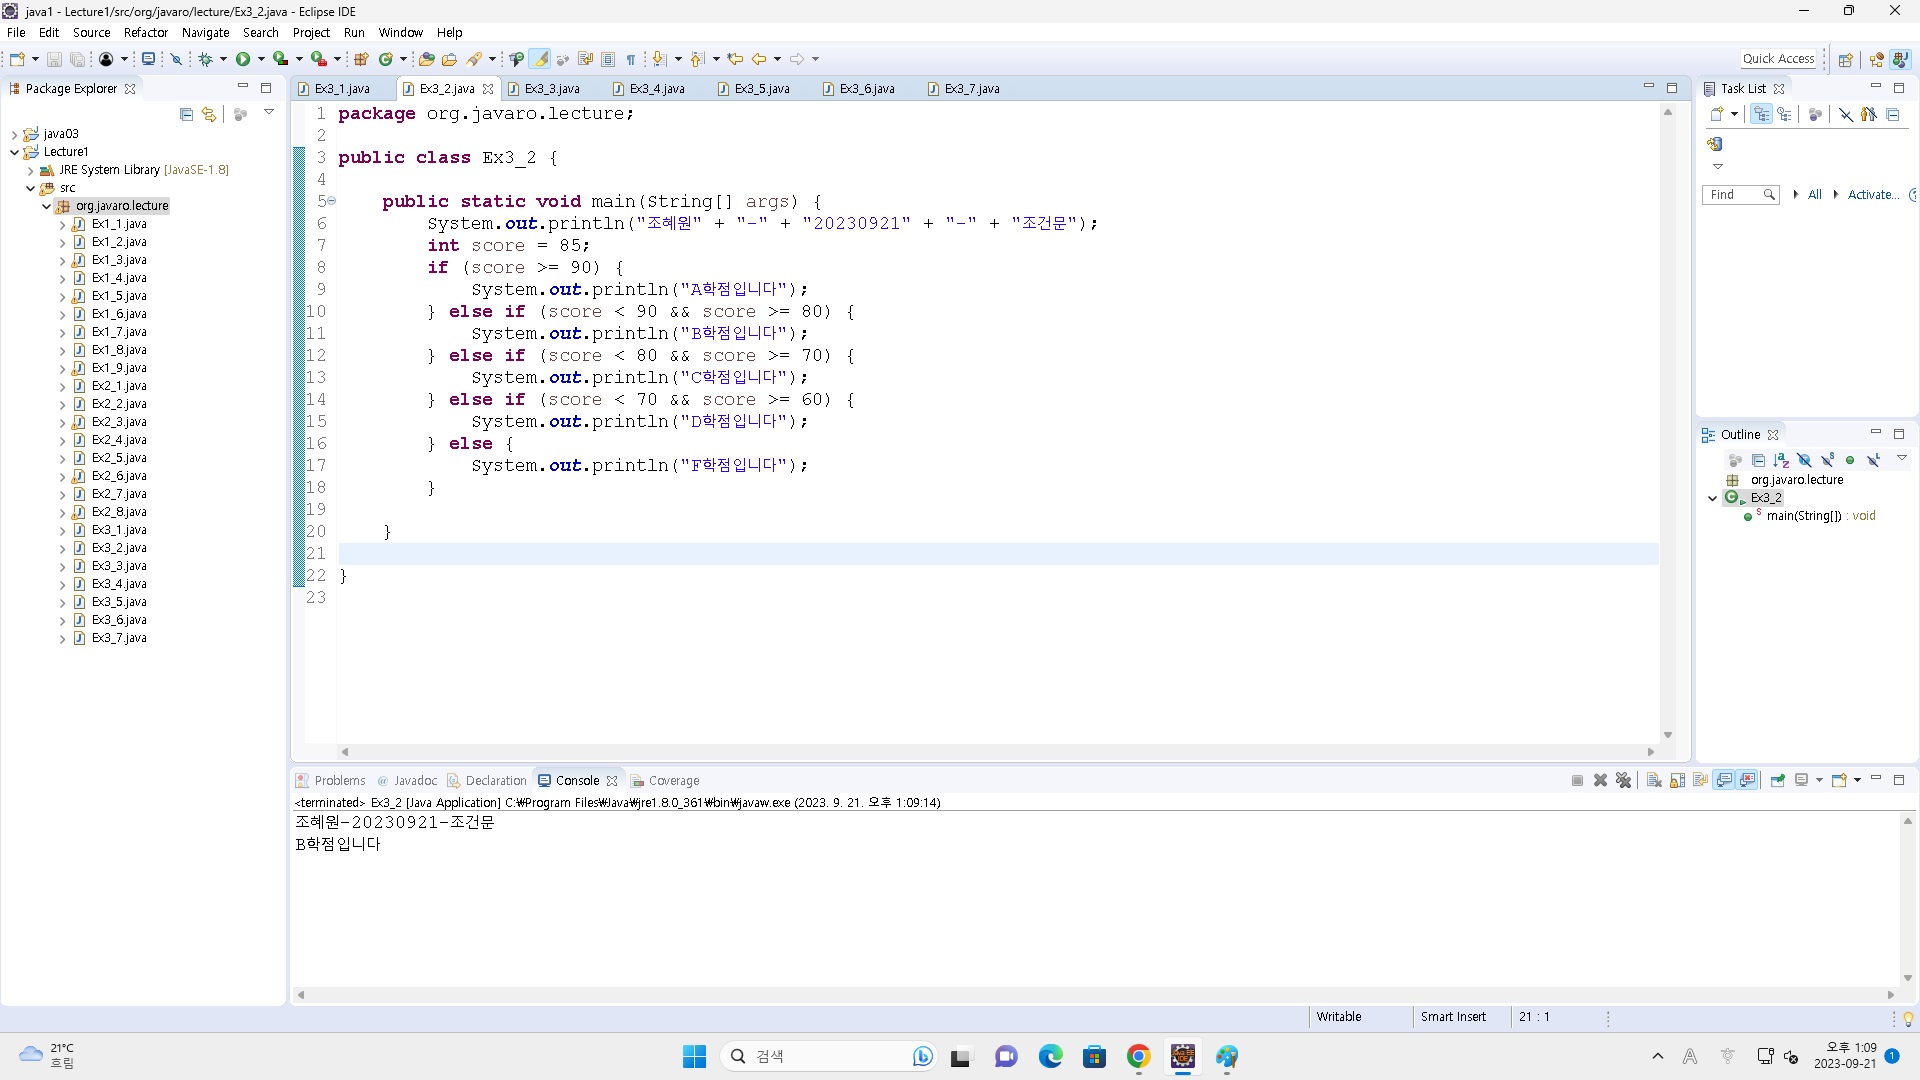 java1 - Lecture1/src/org/javaro/lecture/Ex3_2.java - Eclipse IDE
File Edit Source Refactor Navigate Search Project Run Window Help
Quick Access
Package Explorer
java03
Lecture1
JRE System Library [JavaSE-1.8]
src
org.javaro.lecture
Ex1_1.java
Ex1_2.java
Ex1_3.java
Ex1_4.java
Ex1_5.java
Ex1_6.java
Ex1_7.java
Ex1_8.java
Ex1_9.java
Ex2_1.java
Ex2_2.java
Ex2_3.java
Ex2_4.java
Ex2_5.java
Ex2_6.java
Ex2_7.java
Ex2_8.java
Ex3_1.java
Ex3_2.java
Ex3_3.java
Ex3_4.java
Ex3_5.java
Ex3_6.java
Ex3_7.java
Ex3_1.java Ex3_2.java Ex3_3.java Ex3_4.java Ex3_5.java Ex3_6.java Ex3_7.java
1 package org.javaro.lecture;
2
3 public class Ex3_2 {
4
5     public static void main(String[] args) {
6         System.out.println("조혜원" + "-" + "20230921" + "-" + "조건문");
7         int score = 85;
8         if (score >= 90) {
9             System.out.println("A학점입니다");
10         } else if (score < 90 && score >= 80) {
11             System.out.println("B학점입니다");
12         } else if (score < 80 && score >= 70) {
13             System.out.println("C학점입니다");
14         } else if (score < 70 && score >= 60) {
15             System.out.println("D학점입니다");
16         } else {
17             System.out.println("F학점입니다");
18         }
19
20     }
21
22 }
23
Task List
Find All Activate...
Outline
org.javaro.lecture
Ex3_2
main(String[]) : void
Problems @ Javadoc Declaration Console Coverage
<terminated> Ex3_2 [Java Application] C:₩Program Files₩Java₩jre1.8.0_361₩bin₩javaw.exe (2023. 9. 21. 오후 1:09:14)
조혜원-20230921-조건문
B학점입니다
Writable Smart Insert 21 : 1
21°C
흐림
검색
A
오후 1:09
2023-09-21
1